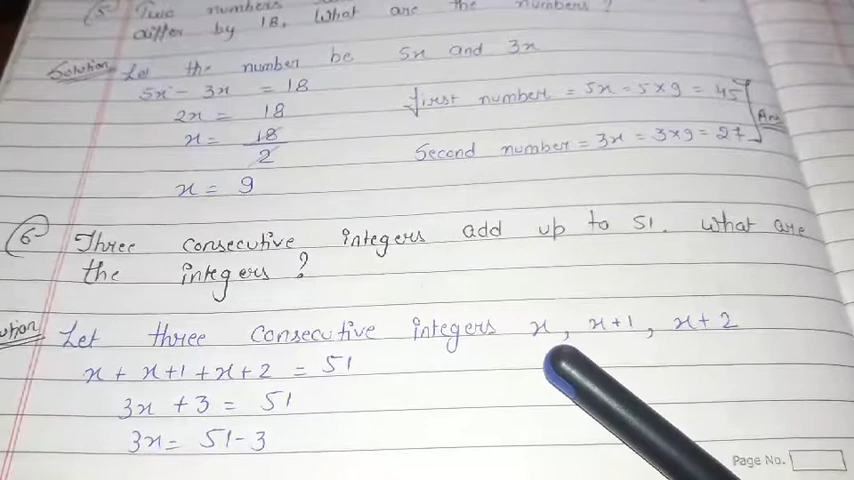 5 Two numbers
differ by 18. What are the numbers ?
Solution Let the number be 5x and 3x
5x - 3x = 18
2x = 18
x = 18
2
x = 9
first number = 5x = 5×9 = 45
Second number = 3x = 3×9 = 27
Ans
6 Three consecutive integers add up to 51. What are
the integers ?
Let three consecutive integers x, x+1, x+2
x + x+1 + x+2 = 51
3x + 3 = 51
3x = 51-3
Page No.